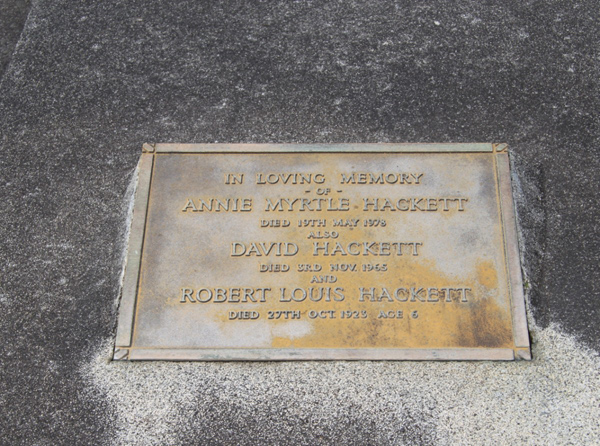 IN LOVING MEMORY
- OF -
ANNIE MYRTLE HACKETT
DIED 19TH MAY 1978
ALSO
DAVID HACKETT
DIED 3RD NOV. 1965
AND
ROBERT LOUIS HACKETT
DIED 27TH OCT. 1923 AGE 6